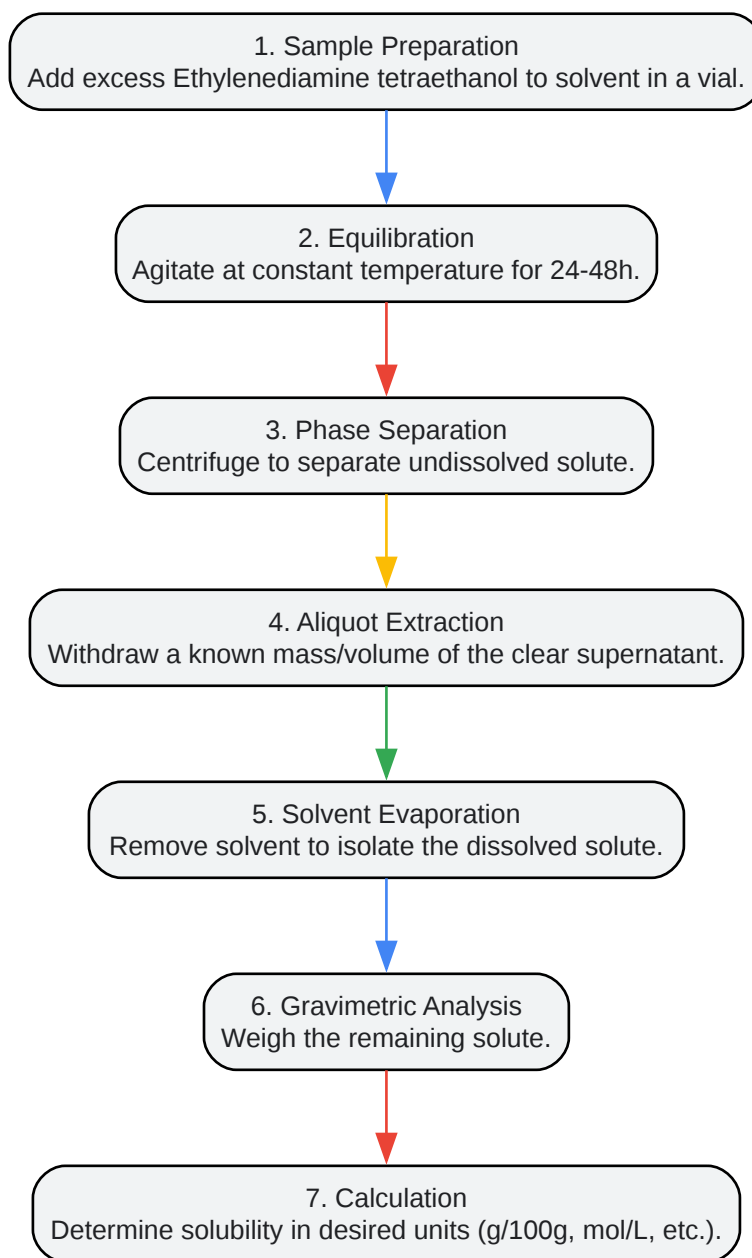 1. Sample Preparation
Add excess Ethylenediamine tetraethanol to solvent in a vial.
2. Equilibration
Agitate at constant temperature for 24-48h.
3. Phase Separation
Centrifuge to separate undissolved solute.
4. Aliquot Extraction
Withdraw a known mass/volume of the clear supernatant.
5. Solvent Evaporation
Remove solvent to isolate the dissolved solute.
6. Gravimetric Analysis
Weigh the remaining solute.
7. Calculation
Determine solubility in desired units (g/100g, mol/L, etc.).